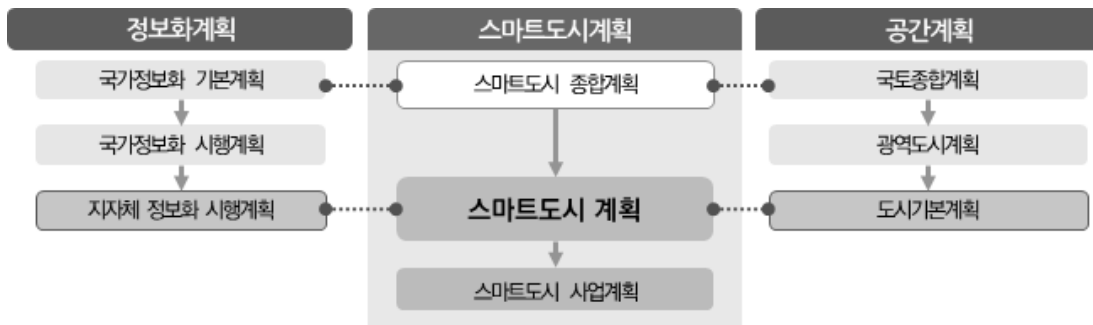 정보화계획
국가정보화 기본계획
국가정보화 시행계획
지자체 정보화 시행계획
스마트도시계획
스마트도시 종합계획
스마트도시 계획
스마트도시 사업계획
공간계획
국토종합계획
광역도시계획
도시기본계획